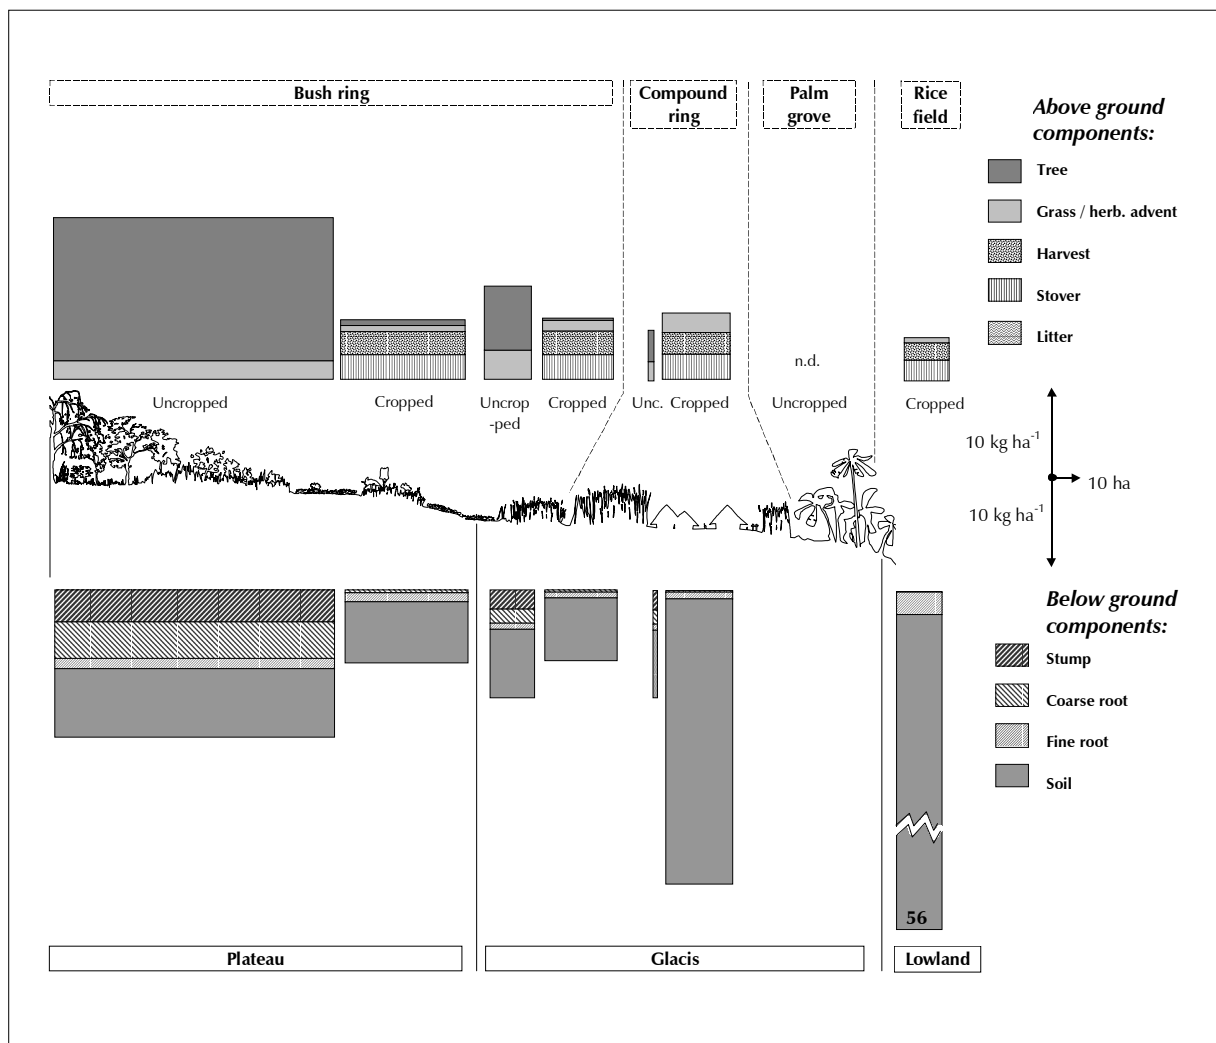 Bush ring
Compound
ring
Palm
grove
Rice
field
Above ground
components:
Tree
Grass / herb. advent
Harvest
Stover
Litter
n.d.
Uncropped
Cropped
Uncrop
-ped
Cropped
Unc.
Cropped
Uncropped
Cropped
10 kg ha-1
10 ha
10 kg ha-1
Below ground
components:
Stump
Coarse root
Fine root
Soil
56
Plateau
Glacis
Lowland